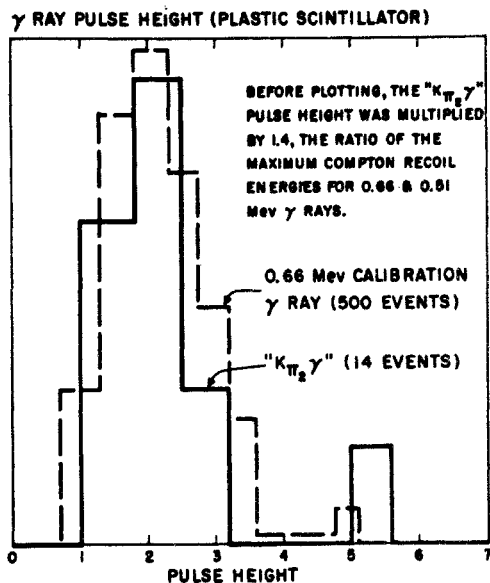 γ RAY PULSE HEIGHT (PLASTIC SCINTILLATOR)
BEFORE PLOTTING, THE "Kπ2 γ"
PULSE HEIGHT WAS MULTIPLIED
BY 1.4, THE RATIO OF THE
MAXIMUM COMPTON RECOIL
ENERGIES FOR 0.66 & 0.51
Mev γ RAYS.
0.66 Mev CALIBRATION
γ RAY (500 EVENTS)
"Kπ2 γ" (14 EVENTS)
0 1 2 3 4 5 6 7
PULSE HEIGHT